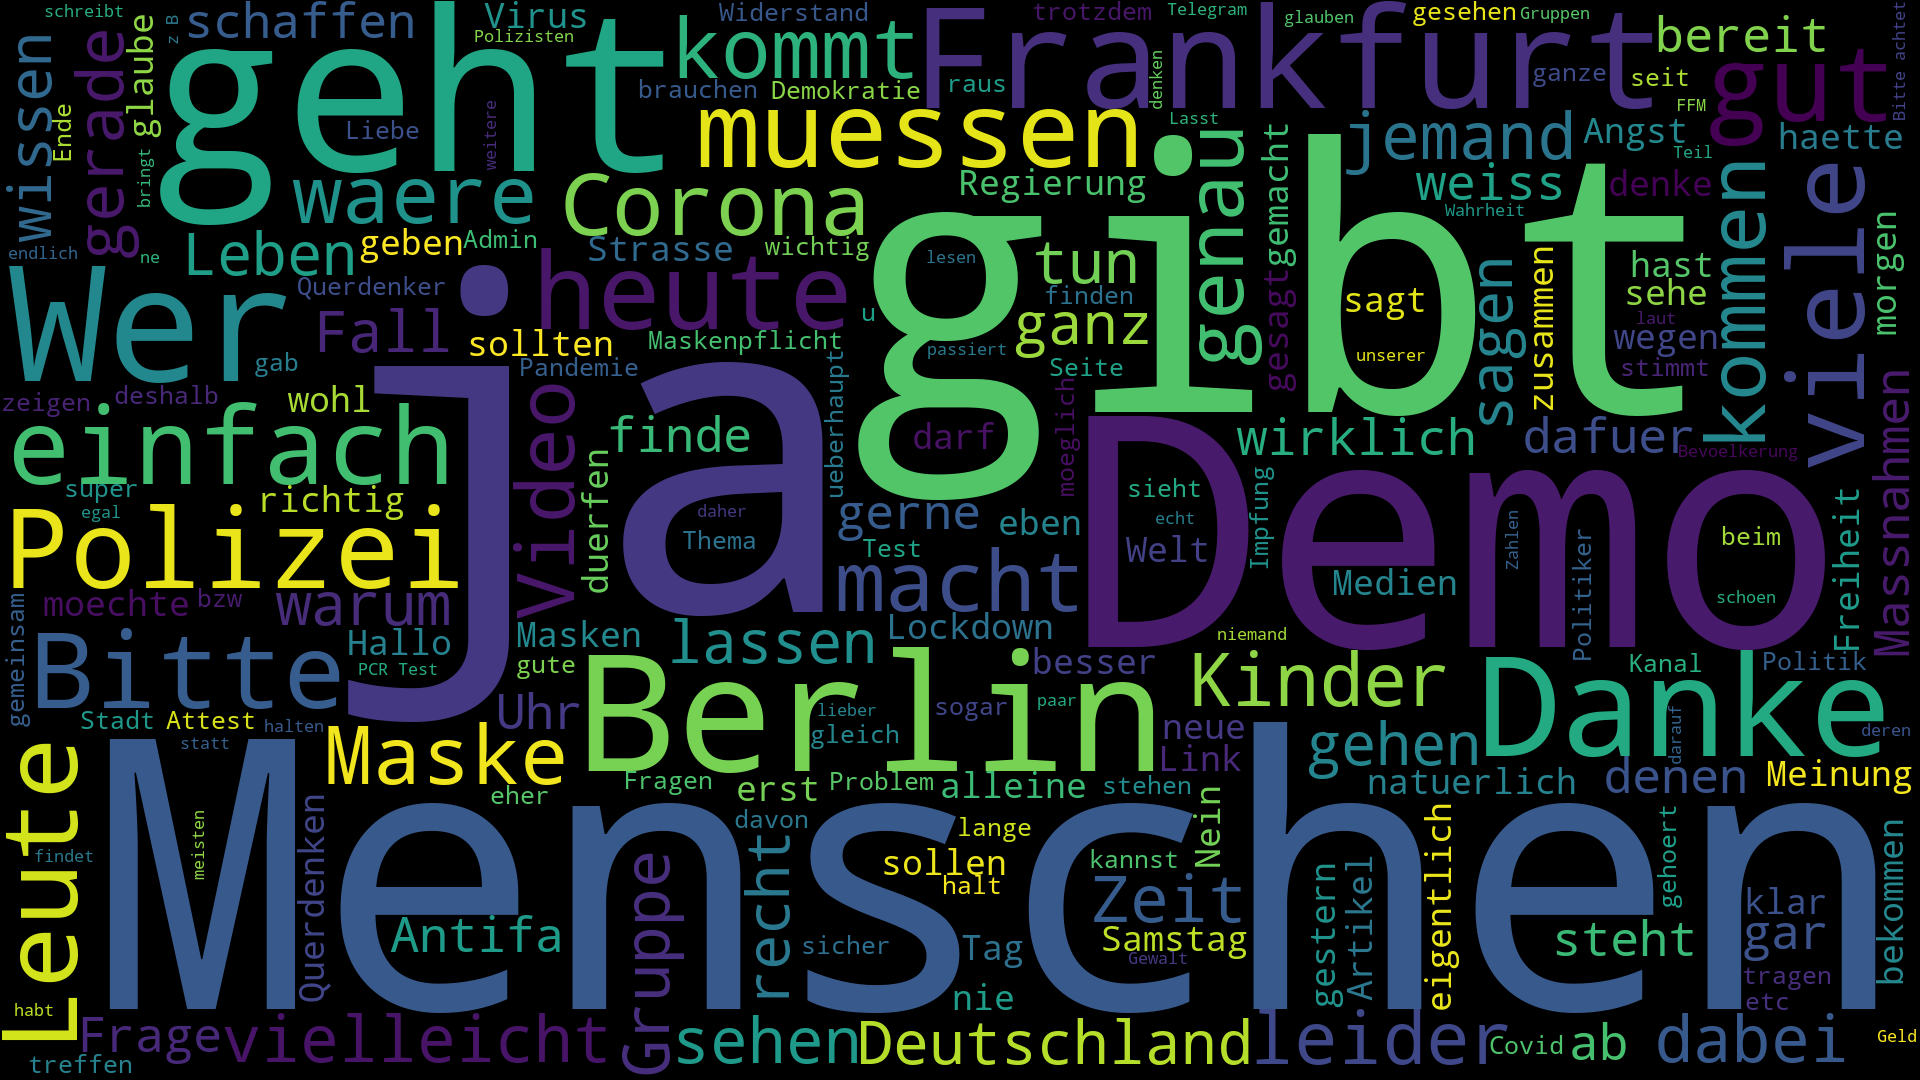 schreibt
z B
schaffen
Virus
Polizisten
geht
kommt
Widerstand
trotzdem
Telegram
glauben
gesehen
Gruppen
bereit
Bitte achtet
wissen
Ende
gerade
glaube
bringt
Liebe
weitere
brauchen
Demokratie
raus
Frankfurt
denken
Lasst
ganze
seit
FFM
gut
muessen
jemand
Angst
Teil
haette
waere
Corona
Regierung
genau
gemacht
weiss
Wahrheit
denke
kommen
viele
morgen
endlich
ne
Leben
geben
Admin
Strasse
wichtig
lesen
tun
gibt
hast
sehe
laut
wegen
stimmt
Wer
Querdenker
heute
u
finden
ganz
gesagt
sagt
unserer
sagen
zusammen
gab
Fall
sollten
Maskenpflicht
passiert
Pandemie
Seite
zeigen
deshalb
wohl
ja
Video
ueberhaupt
einfach
finde
darf
moeglich
Demo
wirklich
dafuer
Bevoelkerung
Massnahmen
super
egal
richtig
duerfen
daher
Thema
gerne
eben
sieht
echt
Impfung
Zahlen
beim
Freiheit
Polizei
Test
Welt
Medien
Politiker
schoen
macht
moechte
bzw
warum
gemeinsam
Bitte
Hallo
PCR Test
Masken
gute
lassen
Lockdown
niemand
besser
Kinder
Danke
Kanal
Politik
Stadt
Attest
halten
statt
Uhr
Berlin
lieber
gleich
sogar
paar
neue
Link
gehen
darauf
deren
Leute
Maske
eher
Fragen
erst
Problem
alleine
stehen
natuerlich
denen
Meinung
Menschen
findet
meisten
Querdenken
davon
lange
sollen
halt
kannst
Nein
gestern
Artikel
eigentlich
gehoert
bekommen
Antifa
Gruppe
recht
sicher
Tag
Zeit
Samstag
Gewalt
steht
klar
gar
tragen
etc
nie
habt
Frage
vielleicht
sehen
Deutschland
leider
Covid
ab
dabei
Geld
treffen